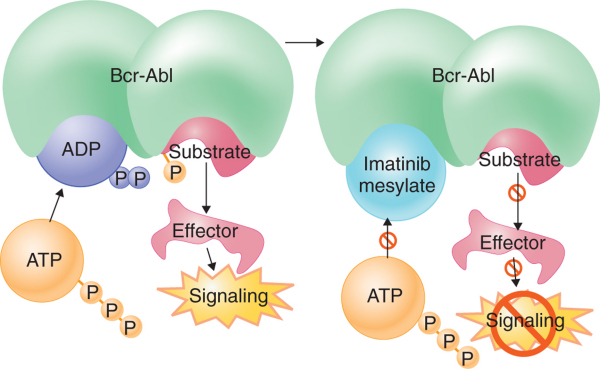 Bcr-Abl
ADP
P P
P
Substrate
Effector
ATP
P
P
P
Signaling
Bcr-Abl
Imatinib
mesylate
Substrate
Effector
ATP
P
P
P
Signaling